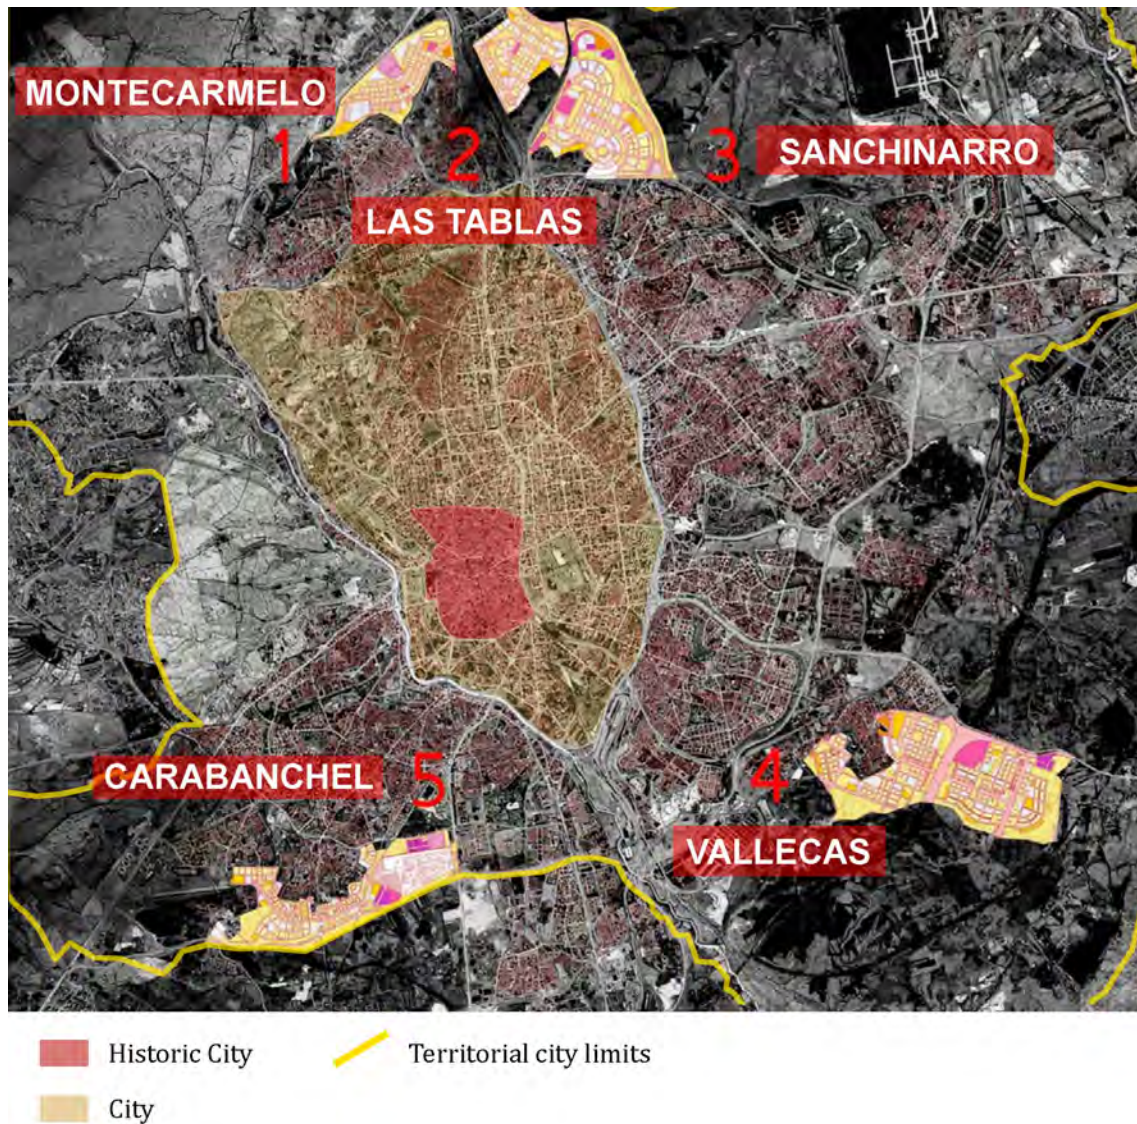 MONTECARMELO
1
2
3
SANCHINARRO
LAS TABLAS
CARABANCHEL
5
4
VALLECAS
Historic City
Territorial city limits
City